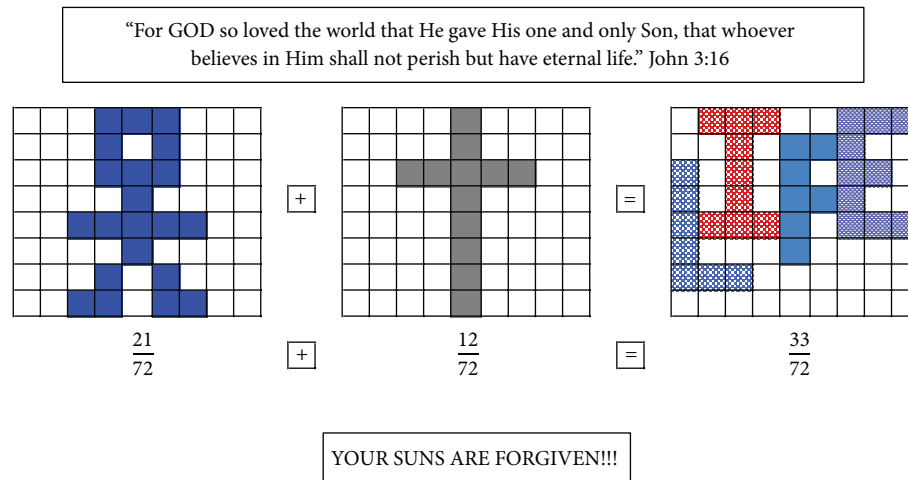 “For GOD so loved the world that He gave His one and only Son, that whoever
believes in Him shall not perish but have eternal life.” John 3:16
+ =
LIFE
21/72 + 12/72 = 33/72
YOUR SUNS ARE FORGIVEN!!!